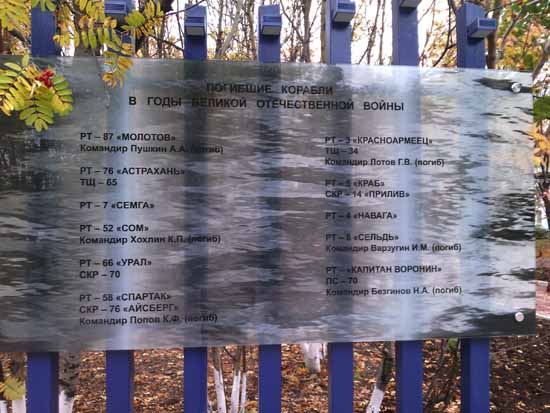 ПОГИБШИЕ КОРАБЛИ
В ГОДЫ ВЕЛИКОЙ ОТЕЧЕСТВЕННОЙ ВОЙНЫ
РТ – 87 «МОЛОТОВ»
Командир Пушкин А.А. (погиб)
РТ – 76 «АСТРАХАНЬ»
ТЩ – 65
РТ – 7 «СЕМГА»
РТ – 52 «СОМ»
Командир Хохлин К.П. (погиб)
РТ – 66 «УРАЛ»
СКР – 70
РТ – 58 «СПАРТАК»
СКР – 76 «АЙСБЕРГ»
Командир Попов К.Ф. (погиб)
РТ – 3 «КРАСНОАРМЕЕЦ»
ТЩ – 34
Командир Лотов Г.В. (погиб)
РТ – 5 «КРАБ»
СКР – 14 «ПРИЛИВ»
РТ – 4 «НАВАГА»
РТ – 8 «СЕЛЬДЬ»
Командир Варзугин И.М. (погиб)
РТ – «КАПИТАН ВОРОНИН»
ПС – 70
Командир Безгинов Н.А. (погиб)